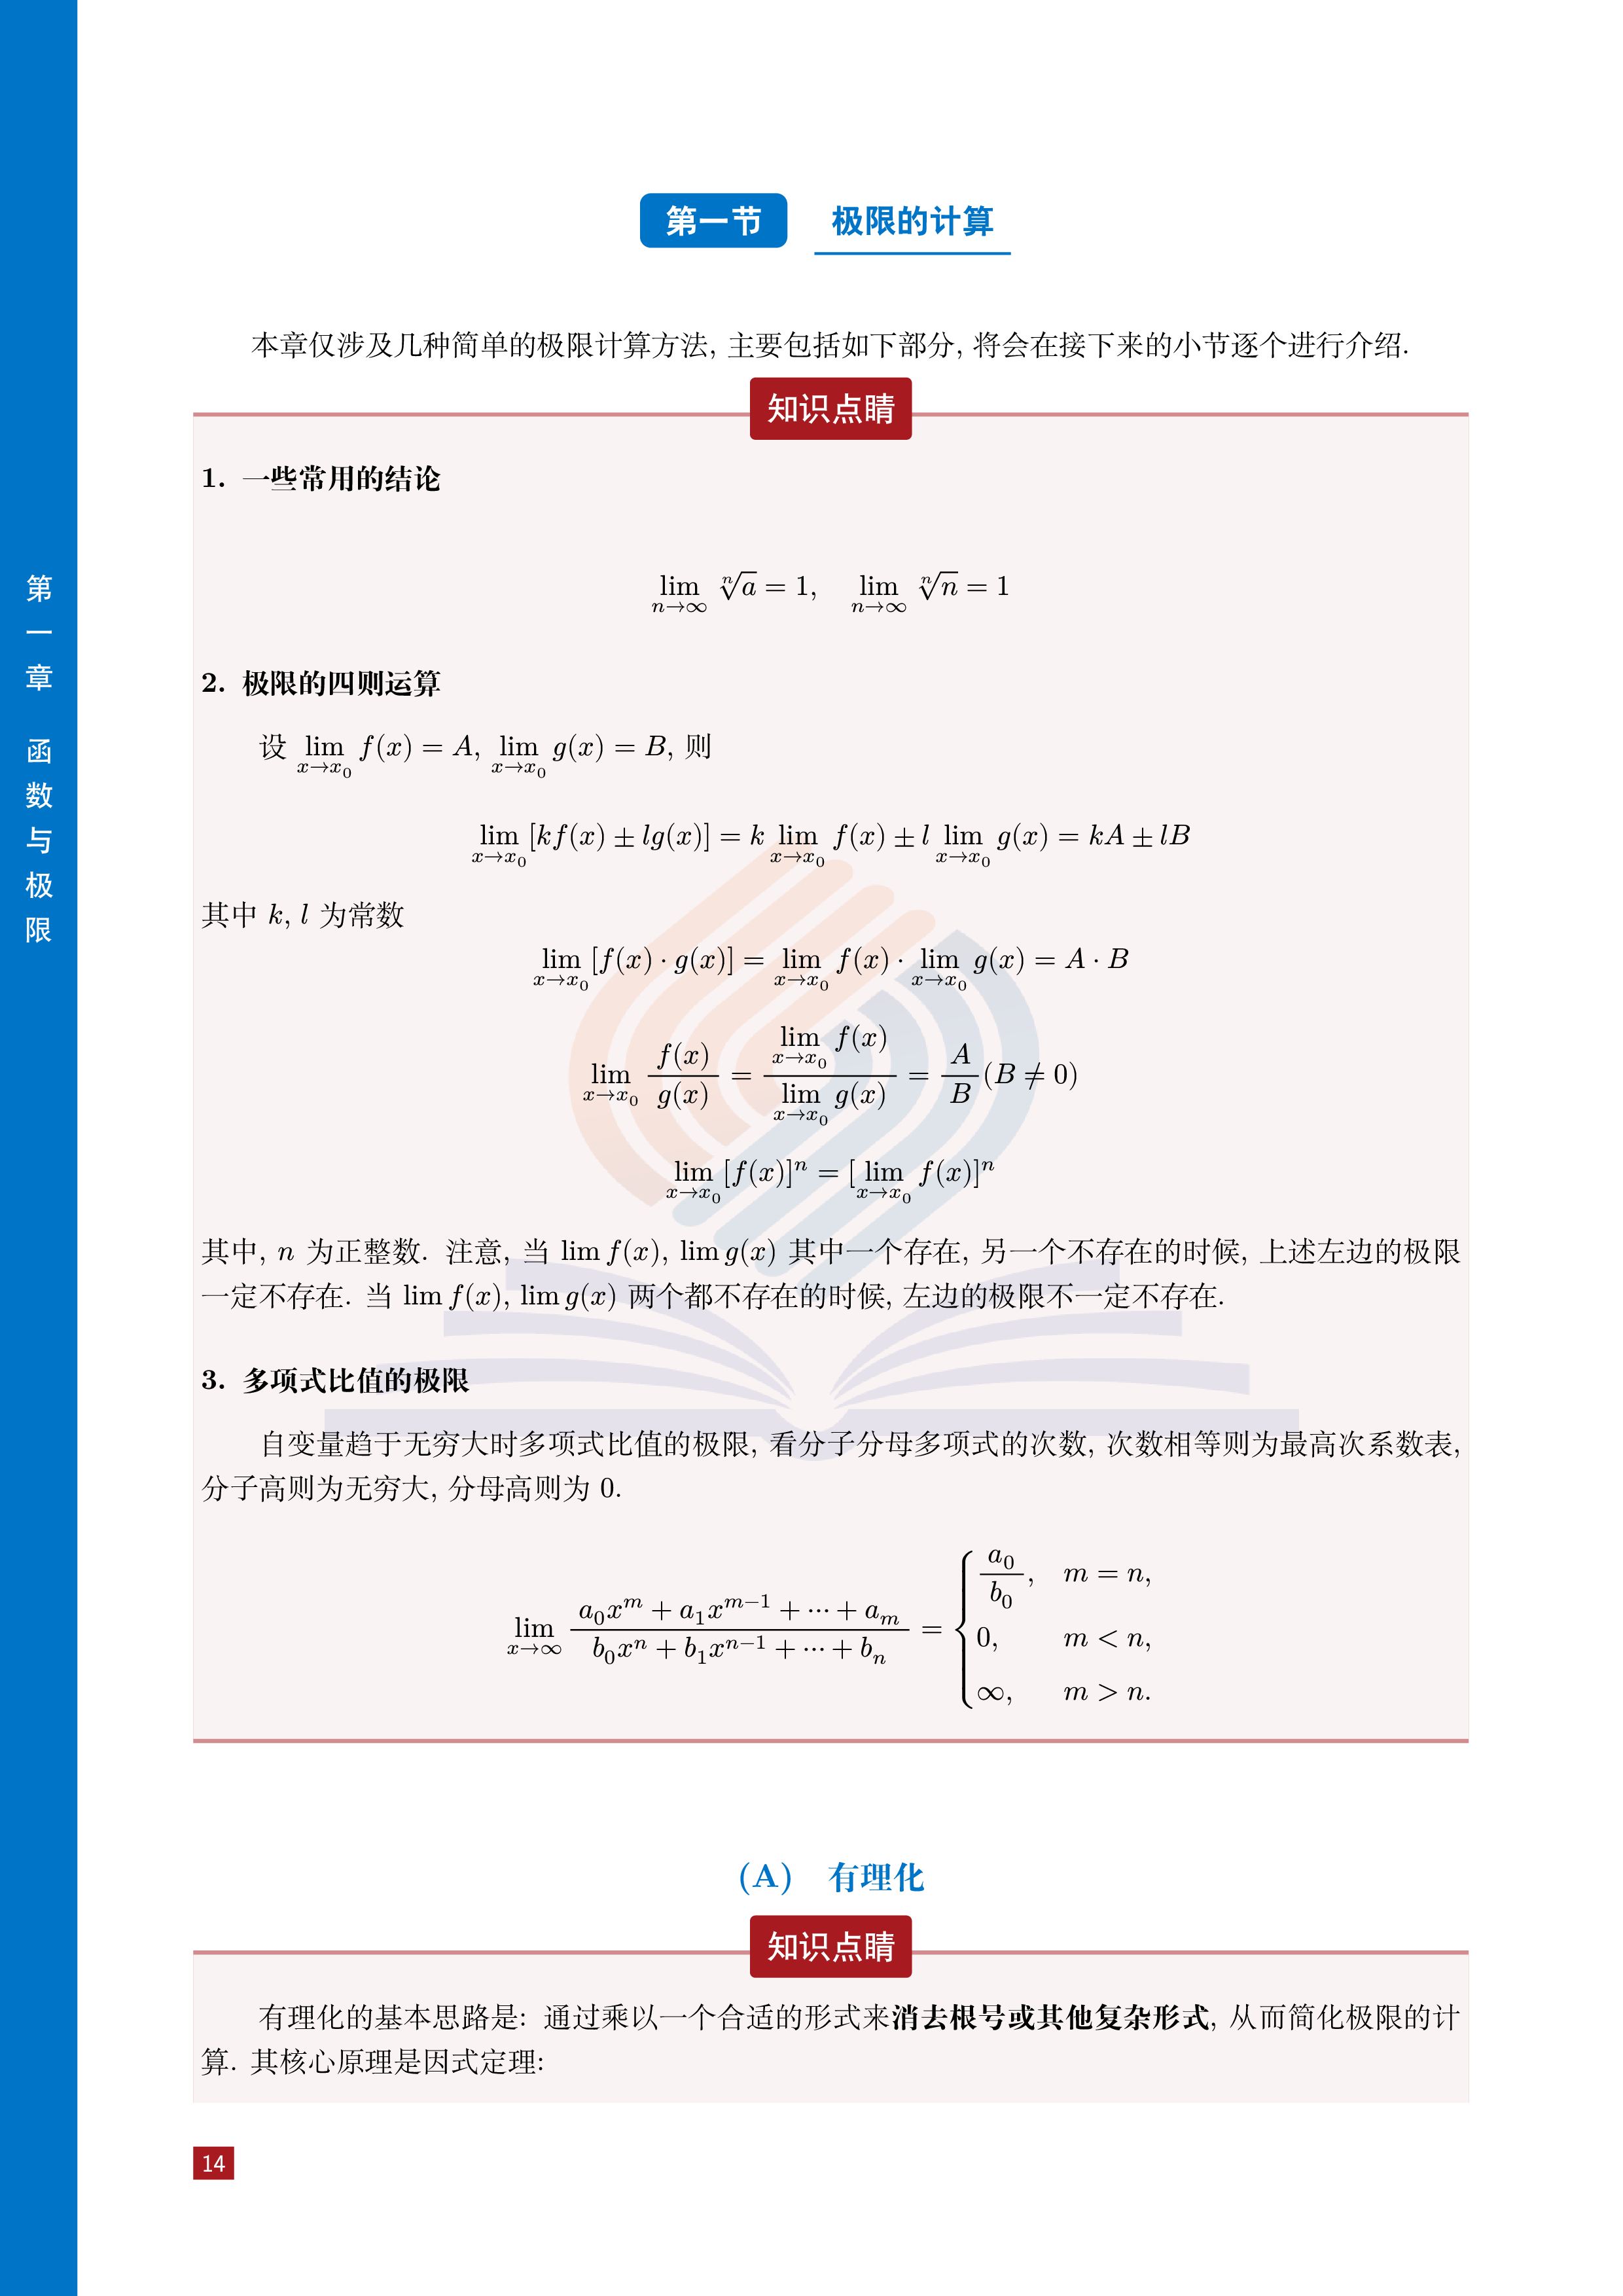 第一章 函数与极限
第一节 极限的计算
本章仅涉及几种简单的极限计算方法, 主要包括如下部分, 将会在接下来的小节逐个进行介绍.
知识点睛
1. 一些常用的结论
$\lim_{n\to\infty} \sqrt[n]{a} = 1, \quad \lim_{n\to\infty} \sqrt[n]{n} = 1$
2. 极限的四则运算
设 $\lim_{x\to x_0} f(x) = A$, $\lim_{x\to x_0} g(x) = B$, 则
$\lim_{x\to x_0} [kf(x) \pm lg(x)] = k \lim_{x\to x_0} f(x) \pm l \lim_{x\to x_0} g(x) = kA \pm lB$
其中 $k, l$ 为常数
$\lim_{x\to x_0} [f(x) \cdot g(x)] = \lim_{x\to x_0} f(x) \cdot \lim_{x\to x_0} g(x) = A \cdot B$
$\lim_{x\to x_0} \frac{f(x)}{g(x)} = \frac{\lim_{x\to x_0} f(x)}{\lim_{x\to x_0} g(x)} = \frac{A}{B} (B \neq 0)$
$\lim_{x\to x_0} [f(x)]^n = [\lim_{x\to x_0} f(x)]^n$
其中, $n$ 为正整数. 注意, 当 $\lim f(x)$, $\lim g(x)$ 其中一个存在, 另一个不存在的时候, 上述左边的极限
一定不存在. 当 $\lim f(x)$, $\lim g(x)$ 两个都不存在的时候, 左边的极限不一定不存在.
3. 多项式比值的极限
自变量趋于无穷大时多项式比值的极限, 看分子分母多项式的次数, 次数相等则为最高次系数表,
分子高则为无穷大, 分母高则为 0.
$\lim_{x\to\infty} \frac{a_0x^m + a_1x^{m-1} + \cdots + a_m}{b_0x^n + b_1x^{n-1} + \cdots + b_n} = \begin{cases} \frac{a_0}{b_0}, & m = n, \\ 0, & m < n, \\ \infty, & m > n. \end{cases}$
(A) 有理化
知识点睛
有理化的基本思路是: 通过乘以一个合适的形式来消去根号或其他复杂形式, 从而简化极限的计
算. 其核心原理是因式定理:
14